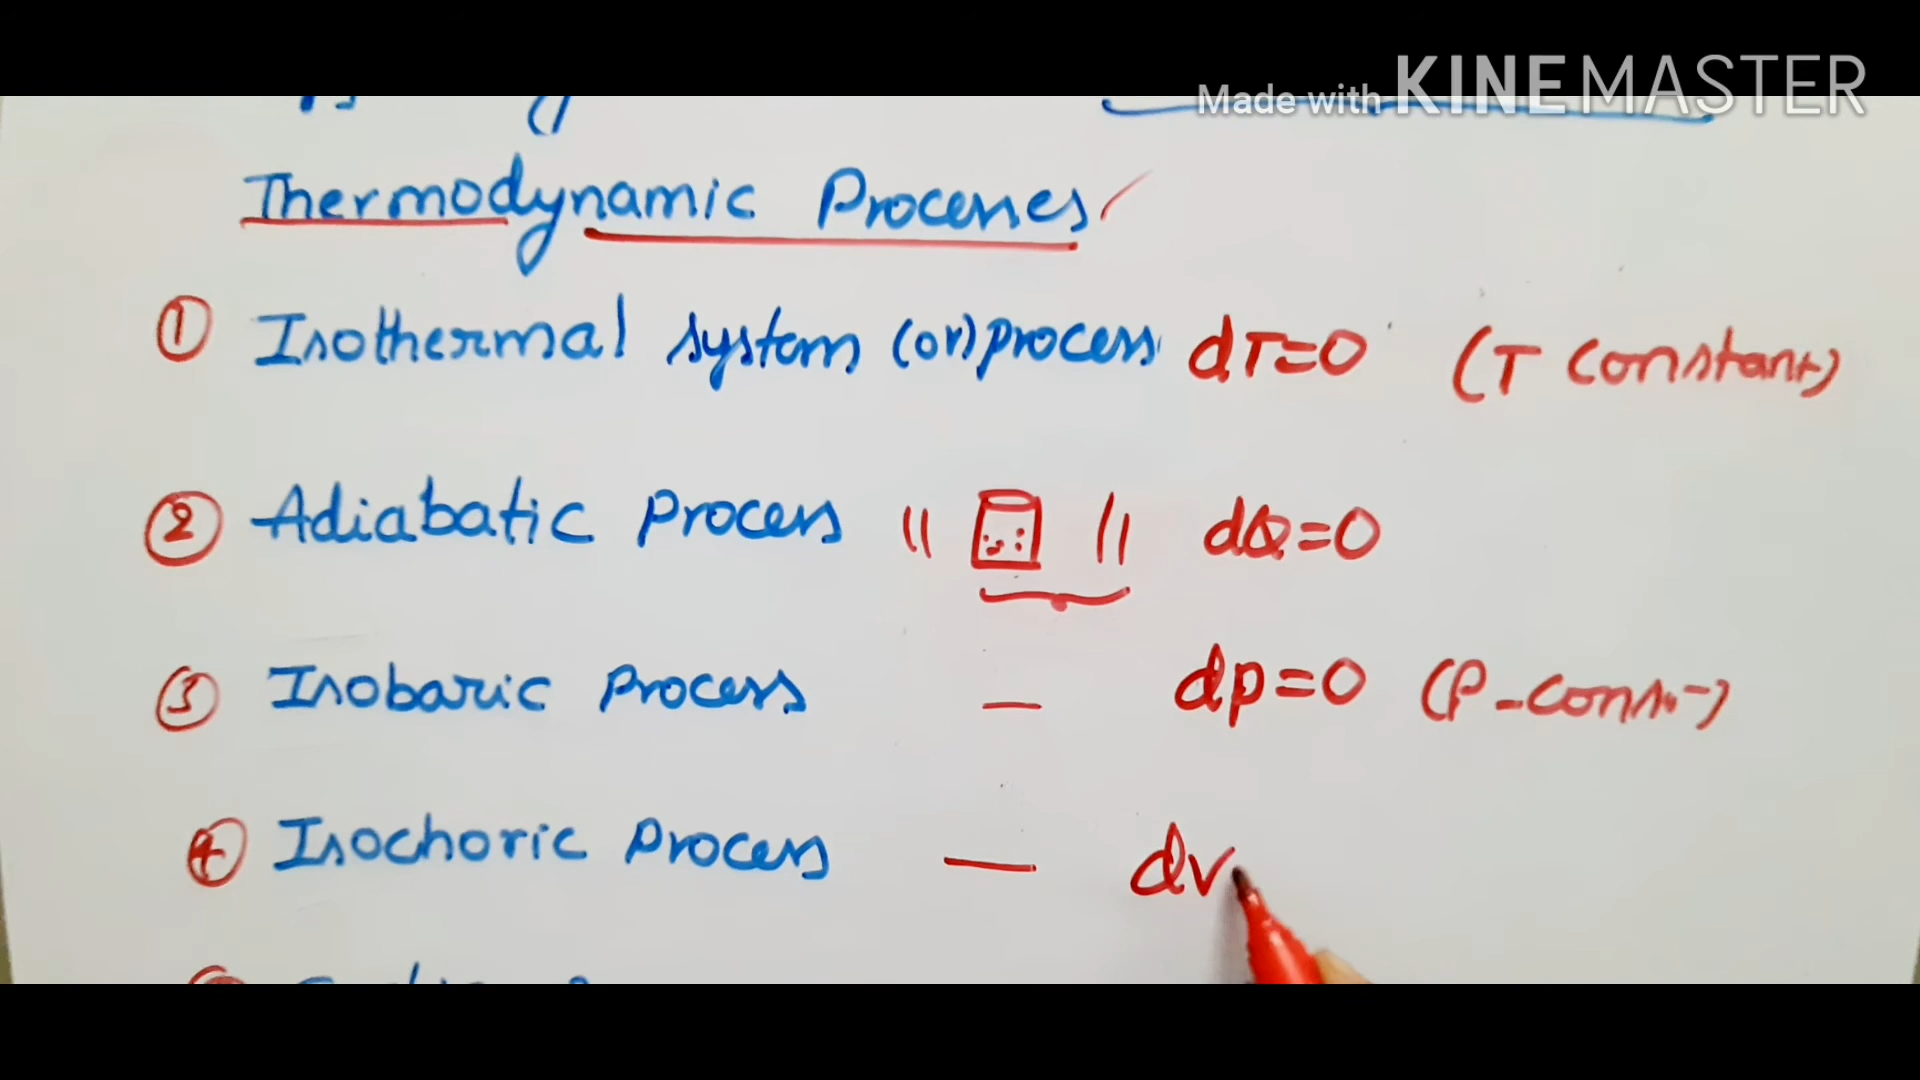 Made with KINEMASTER
Thermodynamic Processes
① Isothermal system (or) process dT=0 (T constant)
② Adiabatic process dQ=0
③ Isobaric process — dp=0 (P-const)
④ Isochoric process — dv